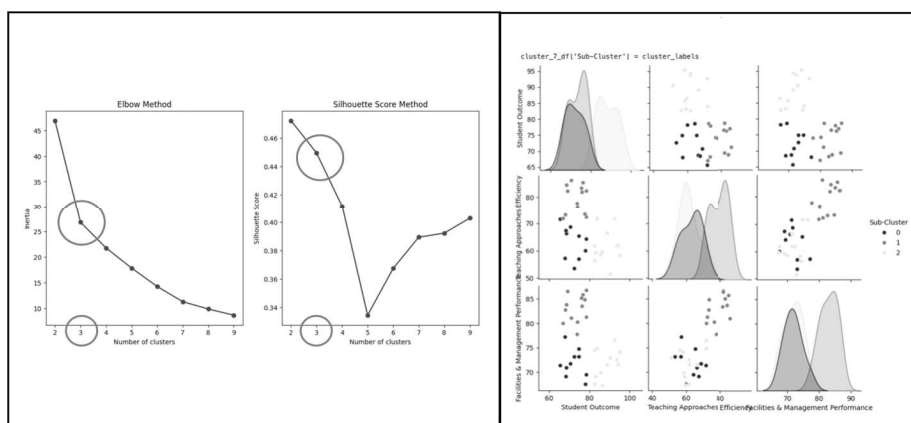 Elbow Method
47
45
40
35
30
25
20
15
10
Inertia
2 3 4 5 6 7 8 9
Number of clusters
Silhouette Score Method
0.46
0.44
0.42
0.40
0.38
0.36
0.34
Silhouette Score
2 3 4 5 6 7 8 9
Number of clusters
cluster_7_df['Sub-Cluster'] = cluster_labels
95
90
85
80
75
70
65
Student Outcome
80
70
60
50
Teaching Approaches Efficiency
85
80
75
70
Facilities & Management Performance
60 80 100
Student Outcome
40 60 80
Teaching Approaches Efficiency
70 80 90
Facilities & Management Performance
Sub-Cluster
0
1
2